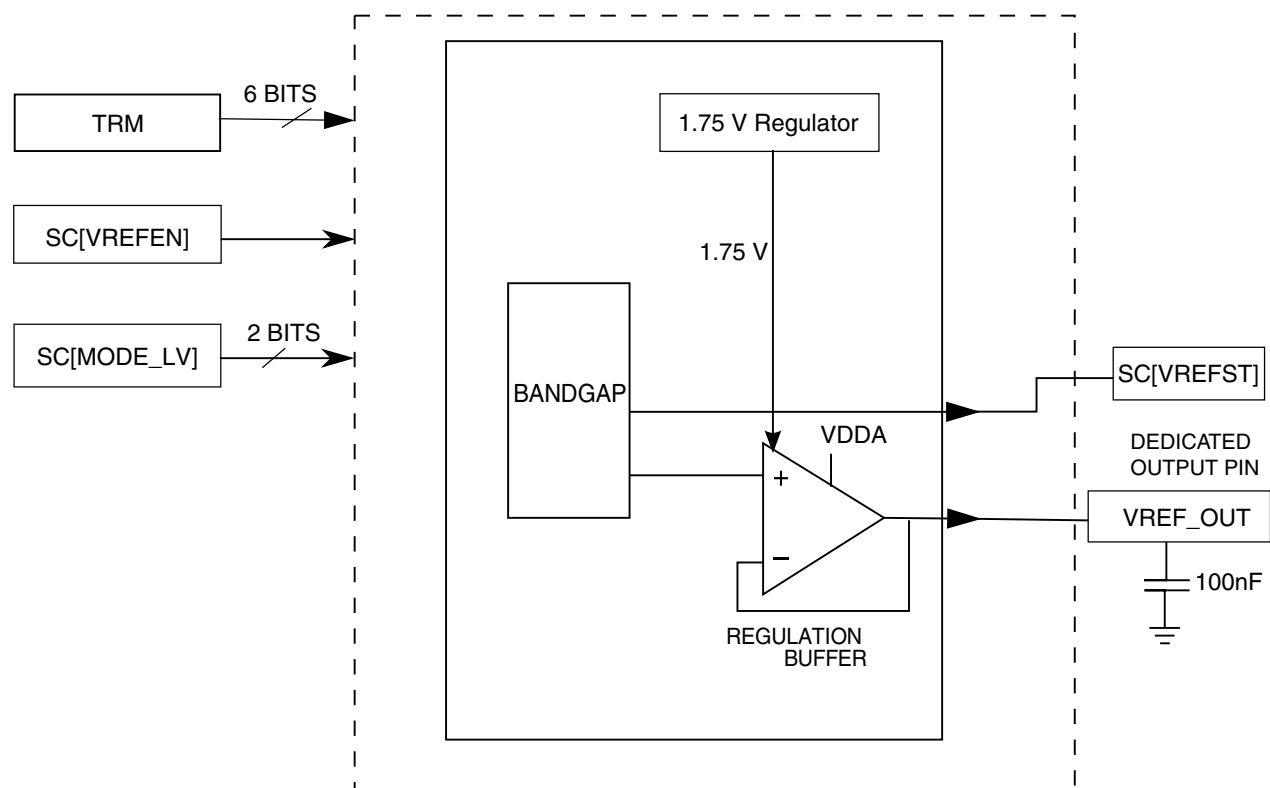 6 BITS
TRM
1.75 V Regulator
SC[VREFEN]
1.75 V
2 BITS
SC[MODE_LV]
SC[VREFST]
BANDGAP
VDDA
DEDICATED
OUTPUT PIN
+
VREF_OUT
–
100nF
REGULATION
BUFFER